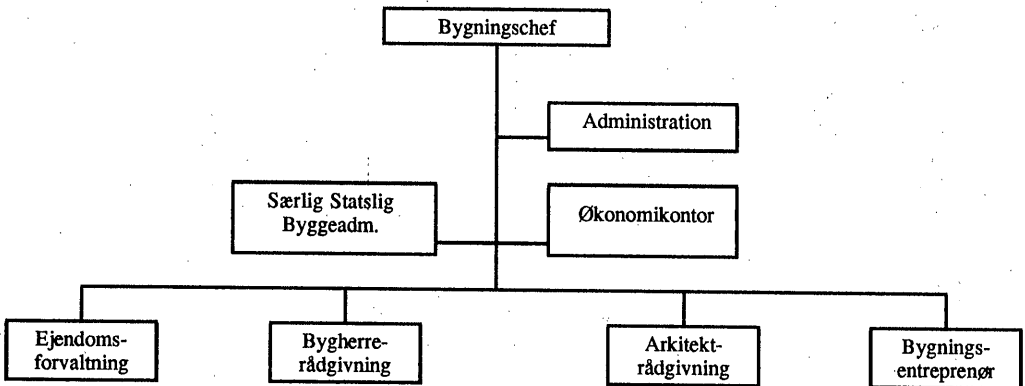 Bygningschef
Administration
Særlig Statslig
Byggeadm.
Økonomikontor
Ejendoms-
forvaltning
Bygherre-
rådgivning
Arkitekt-
rådgivning
Bygnings-
entreprenør